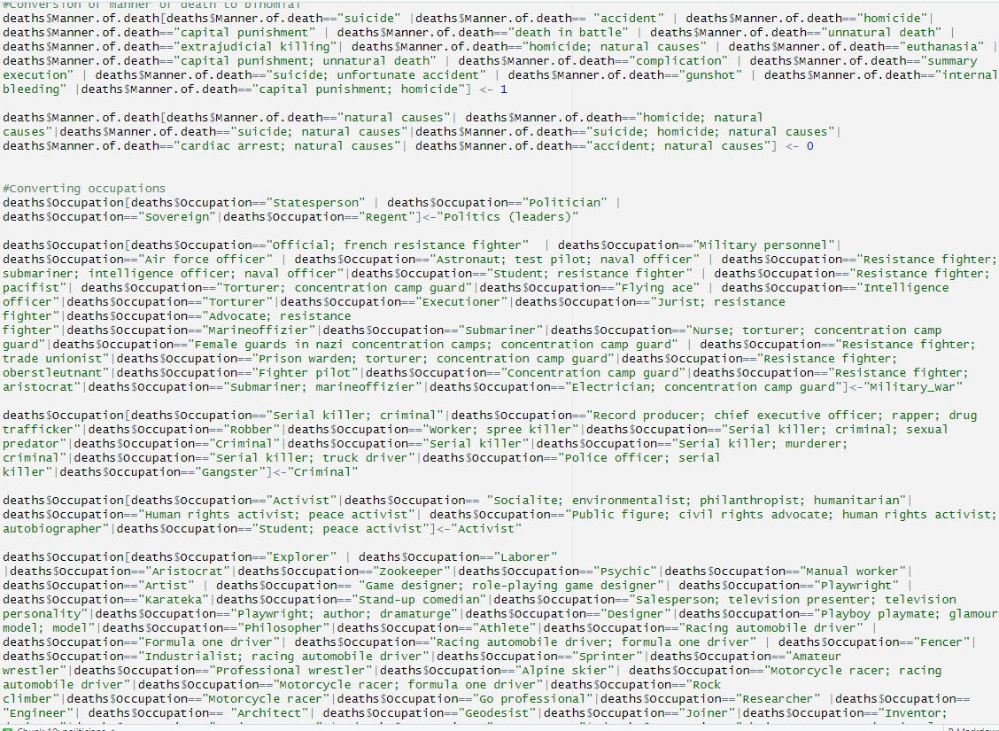 #Conversion of manner of death to binomial
deaths$Manner.of.death[deaths$Manner.of.death=="suicide" |deaths$Manner.of.death== "accident" | deaths$Manner.of.death=="homicide"|
deaths$Manner.of.death=="capital punishment" | deaths$Manner.of.death=="death in battle" | deaths$Manner.of.death=="unnatural death" |
deaths$Manner.of.death=="extrajudicial killing"| deaths$Manner.of.death=="homicide; natural causes" | deaths$Manner.of.death=="euthanasia" |
deaths$Manner.of.death=="capital punishment; unnatural death" | deaths$Manner.of.death=="complication" | deaths$Manner.of.death=="summary
execution" | deaths$Manner.of.death=="suicide; unfortunate accident" | deaths$Manner.of.death=="gunshot" | deaths$Manner.of.death=="internal
bleeding" |deaths$Manner.of.death=="capital punishment; homicide"] <- 1
deaths$Manner.of.death[deaths$Manner.of.death=="natural causes"| deaths$Manner.of.death=="homicide; natural
causes"|deaths$Manner.of.death=="suicide; natural causes"|deaths$Manner.of.death=="suicide; homicide; natural causes"|
deaths$Manner.of.death=="cardiac arrest; natural causes"| deaths$Manner.of.death=="accident; natural causes"] <- 0
#Converting occupations
deaths$Occupation[deaths$Occupation=="Statesperson" | deaths$Occupation=="Politician" |
deaths$Occupation=="Sovereign"|deaths$Occupation=="Regent"]<-"Politics (leaders)"
deaths$Occupation[deaths$Occupation=="Official; french resistance fighter"  | deaths$Occupation=="Military personnel"|
deaths$Occupation=="Air force officer" | deaths$Occupation=="Astronaut; test pilot; naval officer" | deaths$Occupation=="Resistance fighter;
submariner; intelligence officer; naval officer"|deaths$Occupation=="Student; resistance fighter" | deaths$Occupation=="Resistance fighter;
pacifist"| deaths$Occupation=="Torturer; concentration camp guard"|deaths$Occupation=="Flying ace" | deaths$Occupation=="Intelligence
officer"|deaths$Occupation=="Torturer"|deaths$Occupation=="Executioner"|deaths$Occupation=="Jurist; resistance
fighter"|deaths$Occupation=="Advocate; resistance
fighter"|deaths$Occupation=="Marineoffizier"|deaths$Occupation=="Submariner"|deaths$Occupation=="Nurse; torturer; concentration camp
guard"|deaths$Occupation=="Female guards in nazi concentration camps; concentration camp guard" | deaths$Occupation=="Resistance fighter;
trade unionist"|deaths$Occupation=="Prison warden; torturer; concentration camp guard"|deaths$Occupation=="Resistance fighter;
oberstleutnant"|deaths$Occupation=="Fighter pilot"|deaths$Occupation=="Concentration camp guard"|deaths$Occupation=="Resistance fighter;
aristocrat"|deaths$Occupation=="Submariner; marineoffizier"|deaths$Occupation=="Electrician; concentration camp guard"]<-"Military_War"
deaths$Occupation[deaths$Occupation=="Serial killer; criminal"|deaths$Occupation=="Record producer; chief executive officer; rapper; drug
trafficker"|deaths$Occupation=="Robber"|deaths$Occupation=="Worker; spree killer"|deaths$Occupation=="Serial killer; criminal; sexual
predator"|deaths$Occupation=="Criminal"|deaths$Occupation=="Serial killer"|deaths$Occupation=="Serial killer; murderer;
criminal"|deaths$Occupation=="Serial killer; truck driver"|deaths$Occupation=="Police officer; serial
killer"|deaths$Occupation=="Gangster"]<-"Criminal"
deaths$Occupation[deaths$Occupation=="Activist"|deaths$Occupation== "Socialite; environmentalist; philanthropist; humanitarian"|
deaths$Occupation=="Human rights activist; peace activist"| deaths$Occupation=="Public figure; civil rights advocate; human rights activist;
autobiographer"|deaths$Occupation=="Student; peace activist"]<-"Activist"
deaths$Occupation[deaths$Occupation=="Explorer" | deaths$Occupation=="Laborer"
|deaths$Occupation=="Aristocrat"|deaths$Occupation=="Zookeeper"|deaths$Occupation=="Psychic"|deaths$Occupation=="Manual worker"|
deaths$Occupation=="Artist" | deaths$Occupation== "Game designer; role-playing game designer"| deaths$Occupation=="Playwright" |
deaths$Occupation=="Karateka"|deaths$Occupation=="Stand-up comedian"|deaths$Occupation=="Salesperson; television presenter; television
personality"|deaths$Occupation=="Playwright; author; dramaturge"|deaths$Occupation=="Designer"|deaths$Occupation=="Playboy playmate; glamour
model; model"|deaths$Occupation=="Philosopher"|deaths$Occupation=="Athlete"|deaths$Occupation=="Racing automobile driver" |
deaths$Occupation=="Formula one driver"| deaths$Occupation=="Racing automobile driver; formula one driver" | deaths$Occupation=="Fencer"|
deaths$Occupation=="Industrialist; racing automobile driver"|deaths$Occupation=="Sprinter"|deaths$Occupation=="Amateur
wrestler"|deaths$Occupation=="Professional wrestler"|deaths$Occupation=="Alpine skier"| deaths$Occupation=="Motorcycle racer; racing
automobile driver"|deaths$Occupation=="Motorcycle racer; formula one driver"|deaths$Occupation=="Rock
climber"|deaths$Occupation=="Motorcycle racer"|deaths$Occupation=="Go professional"|deaths$Occupation=="Researcher" |deaths$Occupation==
"Engineer"| deaths$Occupation== "Architect"| deaths$Occupation=="Geodesist"|deaths$Occupation=="Joiner"|deaths$Occupation=="Inventor;